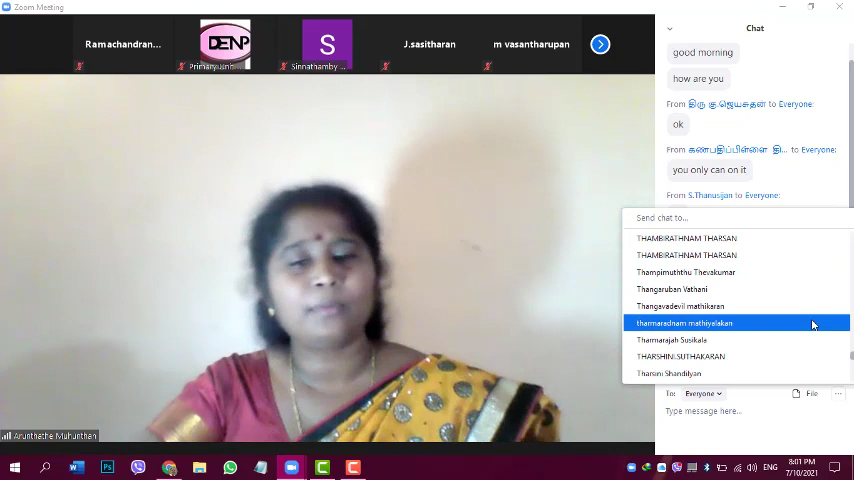 Zoom Meeting
Ramachandran...
DENP
S
J.sasitharan
m vasantharupan
Sinnathamby ...
Chat
good morning
how are you
From திரு கு.ஜெயசுதன் to Everyone:
ok
From கணபதிப்பிள்ளை தி... to Everyone:
you only can on it
From S.Thanusijan to Everyone:
Send chat to...
THAMBIRATHNAM THARSAN
THAMBIRATHNAM THARSAN
Thampimuththu Thevakumar
Thangaruban Vathani
Thangavadevil mathikaran
tharmaradnam mathiyalakan
Tharmarajah Susikala
THARSHINI.SUTHAKARAN
Tharsini Shandilyan
To: Everyone
File
Type message here...
Arunthathe Muhunthan
W
Ps
C
C
ENG
8:01 PM
7/10/2021